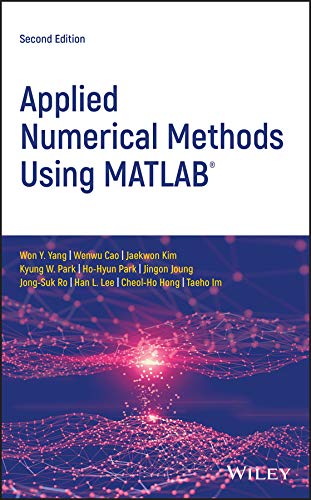 Second Edition
Applied
Numerical Methods
Using MATLAB®
Won Y. Yang | Wenwu Cao | Jaekwon Kim
Kyung W. Park | Ho-Hyun Park | Jingon Joung
Jong-Suk Ro | Han L. Lee | Cheol-Ho Hong | Taeho Im
WILEY